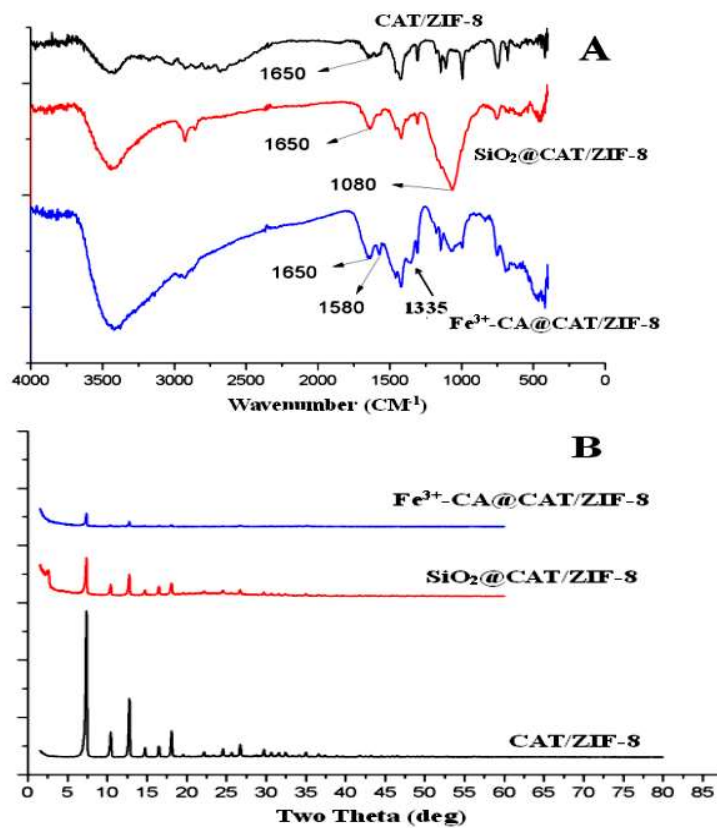 CAT/ZIF-8
A
1650
1650
SiO₂@CAT/ZIF-8
1080
1650
1580
1335
Fe³⁺-CA@CAT/ZIF-8
4000 3500 3000 2500 2000 1500 1000 500 0
Wavenumber (CM⁻¹)
B
Fe³⁺-CA@CAT/ZIF-8
SiO₂@CAT/ZIF-8
CAT/ZIF-8
0 5 10 15 20 25 30 35 40 45 50 55 60 65 70 75 80 85
Two Theta (deg)